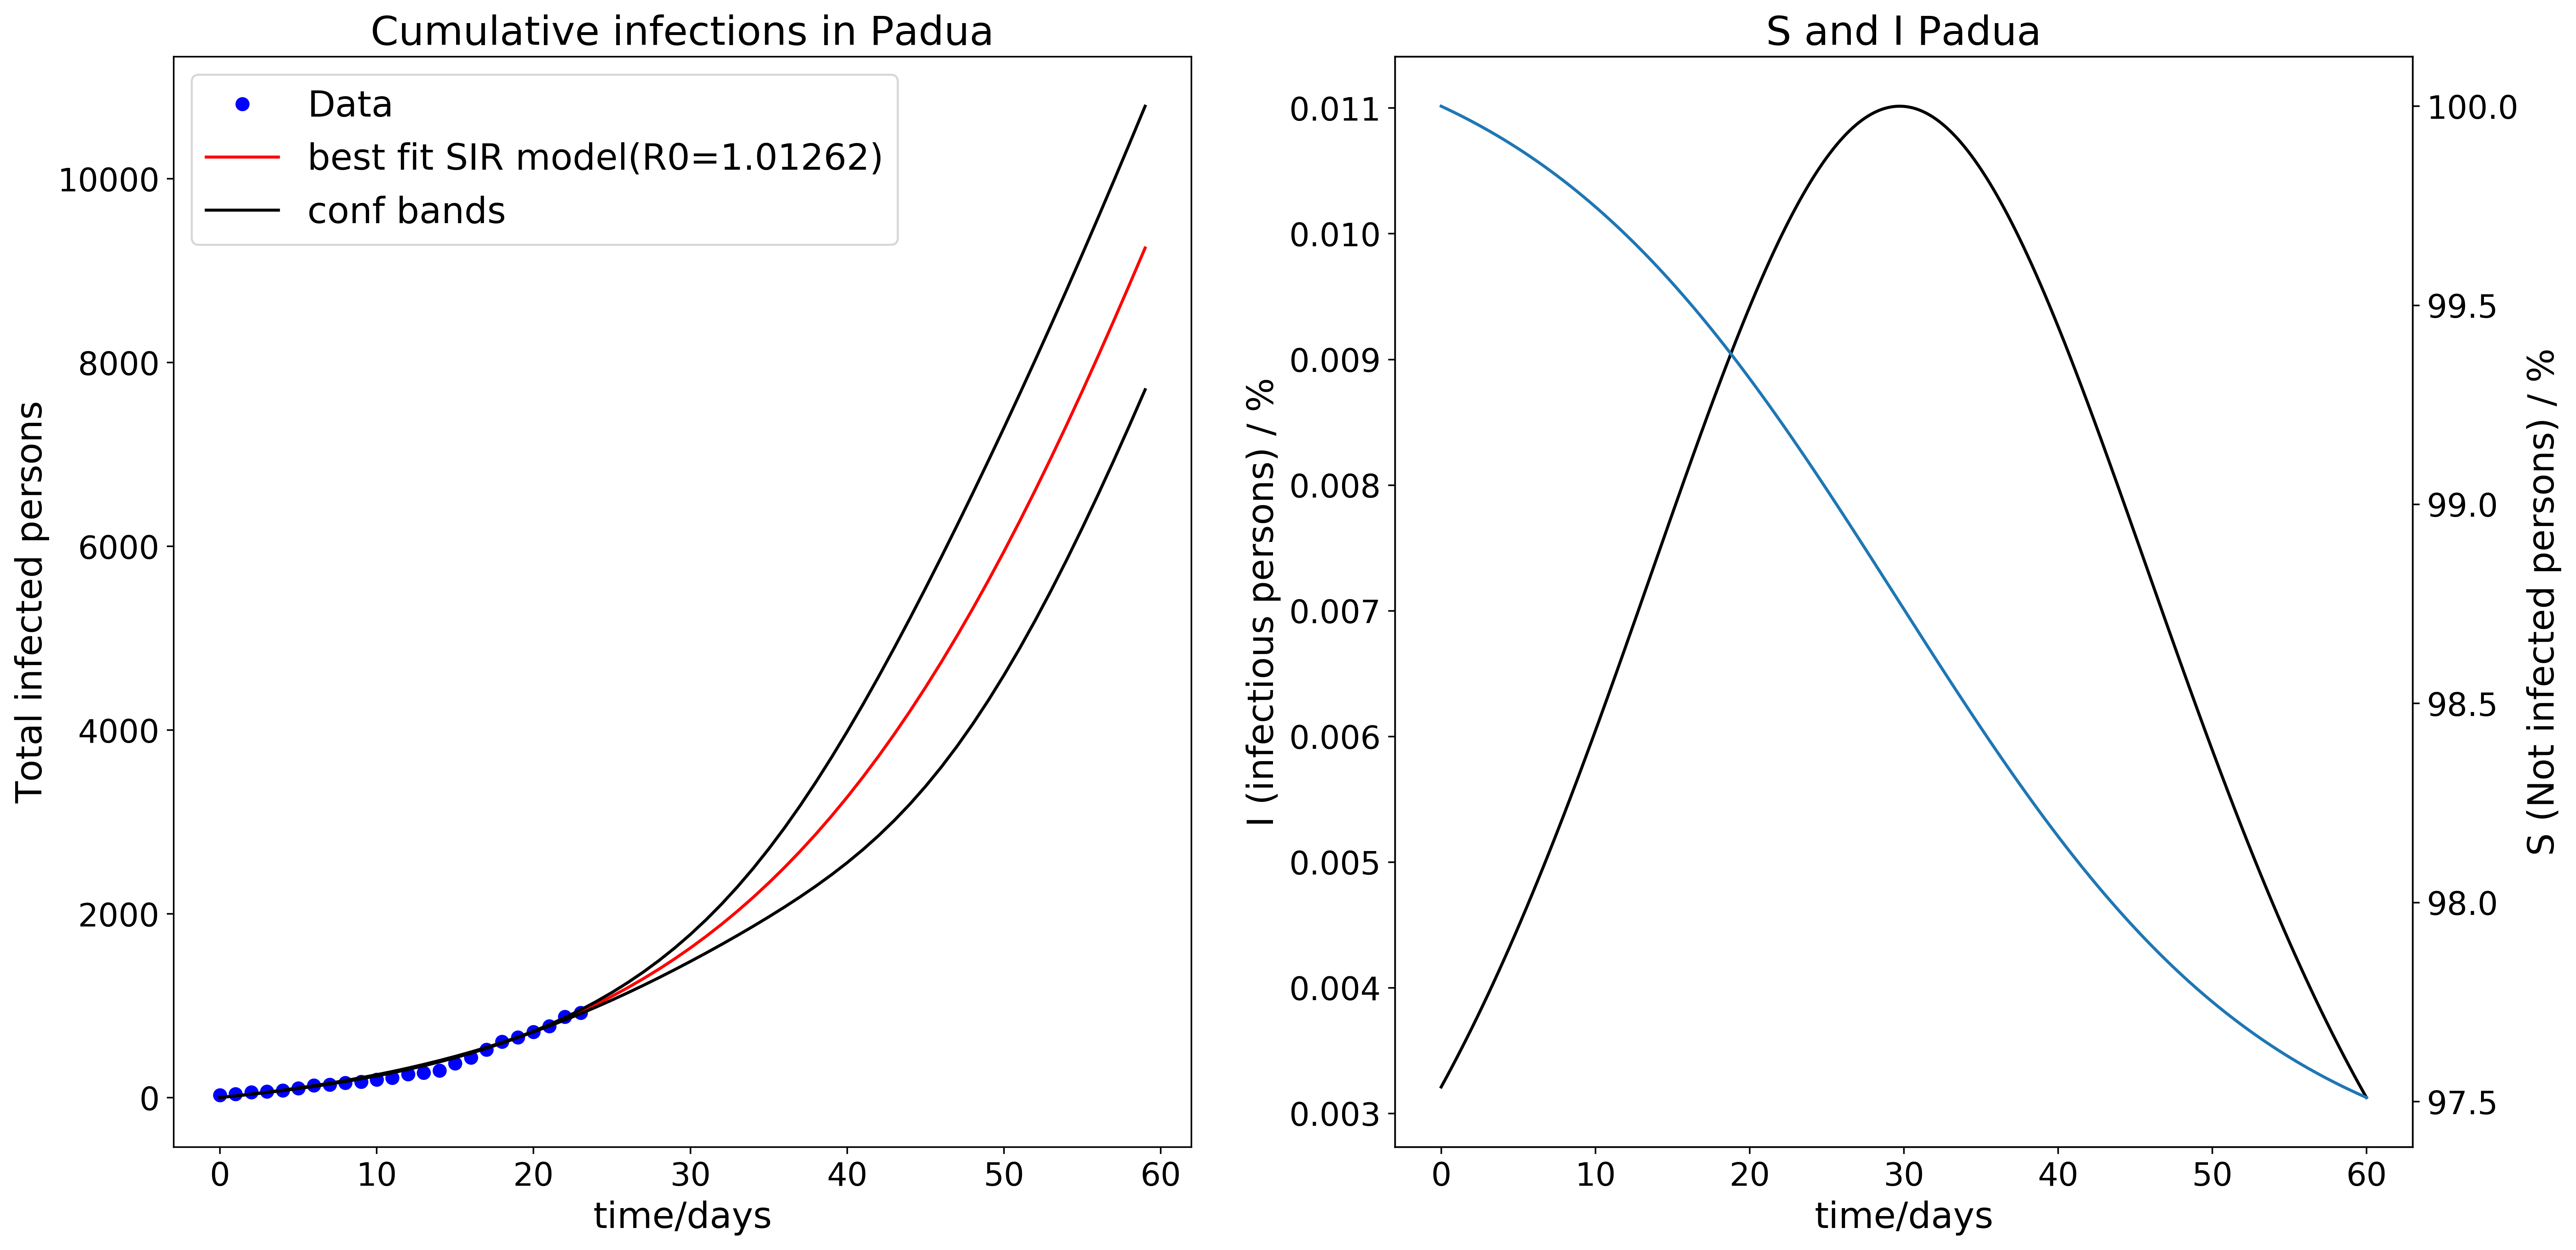 Cumulative infections in Padua
Data
best fit SIR model(R0=1.01262)
conf bands
Total infected persons
10000
8000
6000
4000
2000
0
0 10 20 30 40 50 60
time/days
S and I Padua
I (infectious persons) / %
0.011
0.010
0.009
0.008
0.007
0.006
0.005
0.004
0.003
100.0
99.5
99.0
98.5
98.0
97.5
S (Not infected persons) / %
0 10 20 30 40 50 60
time/days